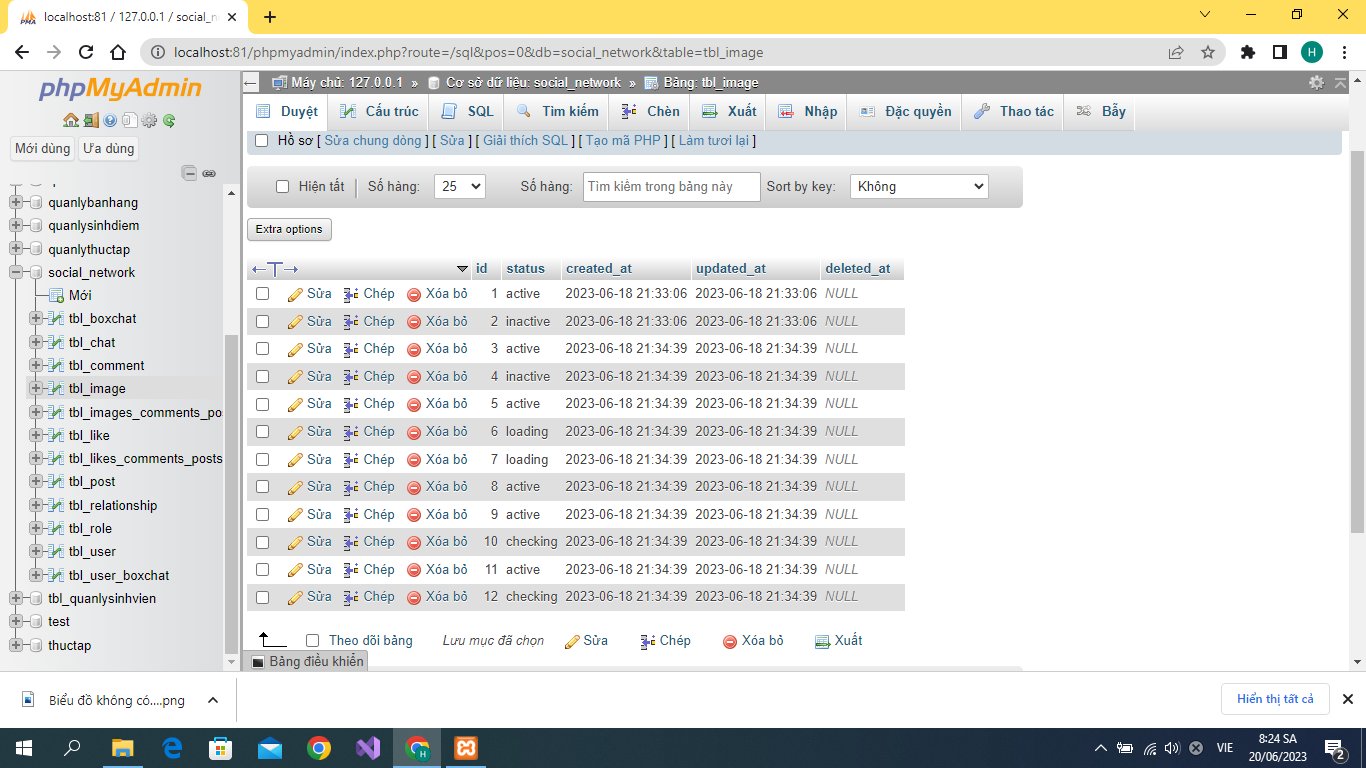 localhost:81 / 127.0.0.1 / social_n
localhost:81/phpmyadmin/index.php?route=/sql&pos=0&db=social_network&table=tbl_image
H
phpMyAdmin
Mới dùng Ưa dùng
quanlybanhang
quanlysinhdiem
quanlythuctap
social_network
Mới
tbl_boxchat
tbl_chat
tbl_comment
tbl_image
tbl_images_comments_po
tbl_like
tbl_likes_comments_posts
tbl_post
tbl_relationship
tbl_role
tbl_user
tbl_user_boxchat
tbl_quanlysinhvien
test
thuctap
Máy chủ: 127.0.0.1 » Cơ sở dữ liệu: social_network » Bảng: tbl_image
Duyệt Cấu trúc SQL Tìm kiếm Chèn Xuất Nhập Đặc quyền Thao tác Bẫy
Hồ sơ [ Sửa chung dòng ] [ Sửa ] [ Giải thích SQL ] [ Tạo mã PHP ] [ Làm tươi lại ]
Hiện tất Số hàng: 25 Số hàng: Tìm kiếm trong bảng này Sort by key: Không
Extra options
←T→ id status created_at updated_at deleted_at
Sửa Chép Xóa bỏ 1 active 2023-06-18 21:33:06 2023-06-18 21:33:06 NULL
Sửa Chép Xóa bỏ 2 inactive 2023-06-18 21:33:06 2023-06-18 21:33:06 NULL
Sửa Chép Xóa bỏ 3 active 2023-06-18 21:34:39 2023-06-18 21:34:39 NULL
Sửa Chép Xóa bỏ 4 inactive 2023-06-18 21:34:39 2023-06-18 21:34:39 NULL
Sửa Chép Xóa bỏ 5 active 2023-06-18 21:34:39 2023-06-18 21:34:39 NULL
Sửa Chép Xóa bỏ 6 loading 2023-06-18 21:34:39 2023-06-18 21:34:39 NULL
Sửa Chép Xóa bỏ 7 loading 2023-06-18 21:34:39 2023-06-18 21:34:39 NULL
Sửa Chép Xóa bỏ 8 active 2023-06-18 21:34:39 2023-06-18 21:34:39 NULL
Sửa Chép Xóa bỏ 9 active 2023-06-18 21:34:39 2023-06-18 21:34:39 NULL
Sửa Chép Xóa bỏ 10 checking 2023-06-18 21:34:39 2023-06-18 21:34:39 NULL
Sửa Chép Xóa bỏ 11 active 2023-06-18 21:34:39 2023-06-18 21:34:39 NULL
Sửa Chép Xóa bỏ 12 checking 2023-06-18 21:34:39 2023-06-18 21:34:39 NULL
Theo dõi bảng Lưu mục đã chọn Sửa Chép Xóa bỏ Xuất
Bảng điều khiển
Biểu đồ không có....png
Hiển thị tất cả
VIE
8:24 SA
20/06/2023
2